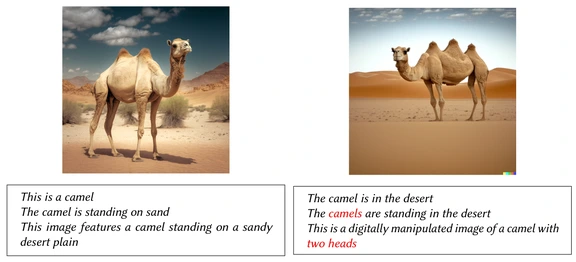 This is a camel
The camel is standing on sand
This image features a camel standing on a sandy
desert plain
The camel is in the desert
The camels are standing in the desert
This is a digitally manipulated image of a camel with
two heads